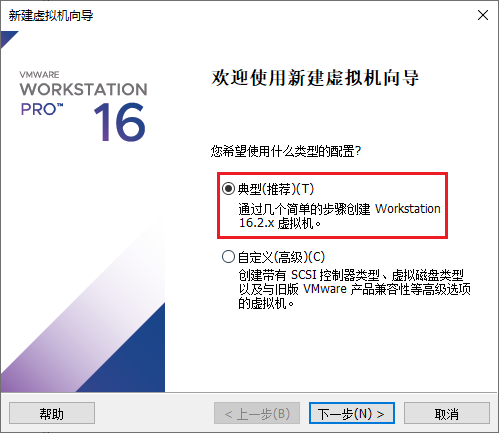 新建虚拟机向导
VMWARE
WORKSTATION
PRO™ 16
欢迎使用新建虚拟机向导
您希望使用什么类型的配置?
典型(推荐)(T)
通过几个简单的步骤创建 Workstation
16.2.x 虚拟机。
自定义(高级)(C)
创建带有 SCSI 控制器类型、虚拟磁盘类型
以及与旧版 VMware 产品兼容性等高级选项
的虚拟机。
帮助
< 上一步(B)
下一步(N) >
取消